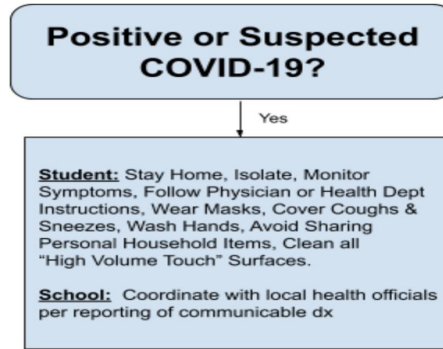 Positive or Suspected
COVID-19?
Yes
Student: Stay Home, Isolate, Monitor
Symptoms, Follow Physician or Health Dept
Instructions, Wear Masks, Cover Coughs &
Sneezes, Wash Hands, Avoid Sharing
Personal Household Items, Clean all
“High Volume Touch” Surfaces.
School: Coordinate with local health officials
per reporting of communicable dx